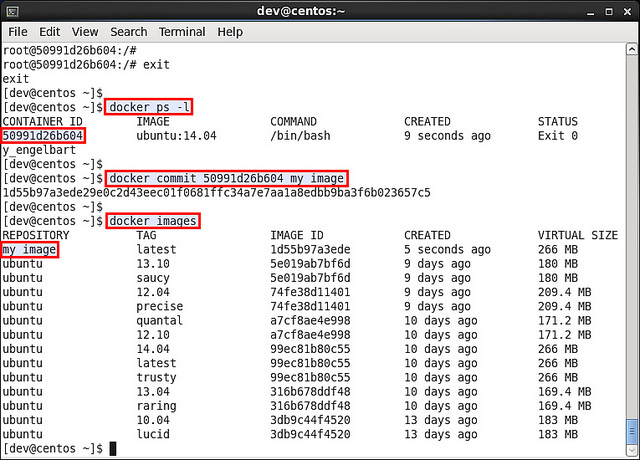 dev@centos:~
File Edit View Search Terminal Help
root@50991d26b604:/#
root@50991d26b604:/# exit
exit
[dev@centos ~]$
[dev@centos ~]$ docker ps -l
CONTAINER ID IMAGE COMMAND CREATED STATUS
50991d26b604 ubuntu:14.04 /bin/bash 9 seconds ago Exit 0
y_engelbart
[dev@centos ~]$
[dev@centos ~]$ docker commit 50991d26b604 my image
1d55b97a3ede29e0c2d43eec01f0681ffc34a7e7aa1a8edbb9ba3f6b023657c5
[dev@centos ~]$
[dev@centos ~]$ docker images
REPOSITORY TAG IMAGE ID CREATED VIRTUAL SIZE
my image latest 1d55b97a3ede 5 seconds ago 266 MB
ubuntu 13.10 5e019ab7bf6d 9 days ago 180 MB
ubuntu saucy 5e019ab7bf6d 9 days ago 180 MB
ubuntu 12.04 74fe38d11401 9 days ago 209.4 MB
ubuntu precise 74fe38d11401 9 days ago 209.4 MB
ubuntu quantal a7cf8ae4e998 10 days ago 171.2 MB
ubuntu 12.10 a7cf8ae4e998 10 days ago 171.2 MB
ubuntu 14.04 99ec81b80c55 10 days ago 266 MB
ubuntu latest 99ec81b80c55 10 days ago 266 MB
ubuntu trusty 99ec81b80c55 10 days ago 266 MB
ubuntu 13.04 316b678ddf48 10 days ago 169.4 MB
ubuntu raring 316b678ddf48 10 days ago 169.4 MB
ubuntu 10.04 3db9c44f4520 13 days ago 183 MB
ubuntu lucid 3db9c44f4520 13 days ago 183 MB
[dev@centos ~]$